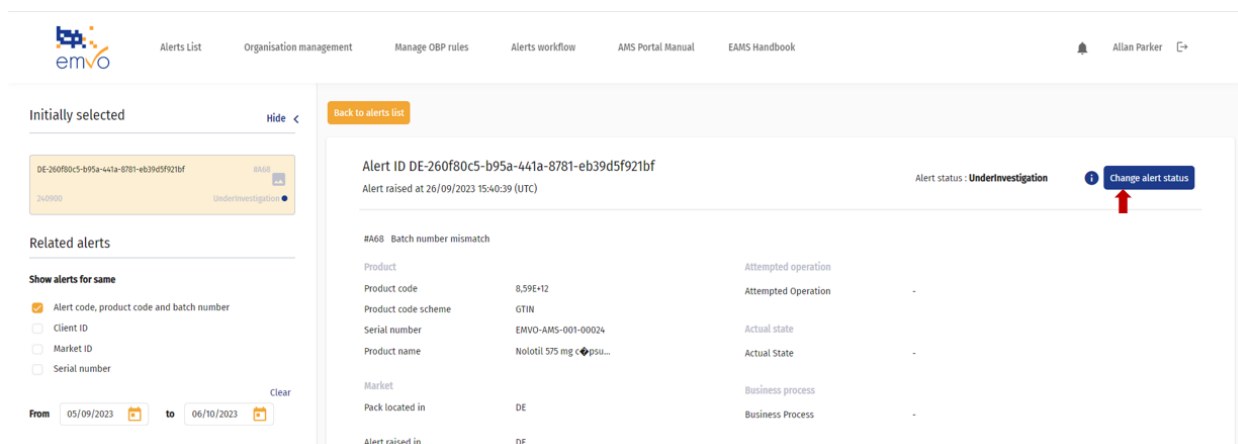 emvo
Alerts List
Organisation management
Manage OBP rules
Alerts workflow
AMS Portal Manual
EAMS Handbook
Allan Parker
Initially selected
Hide
DE-260f80c5-b95a-441a-8781-eb39d5f921bf
#A68
240900
UnderInvestigation
Related alerts
Show alerts for same
Alert code, product code and batch number
Client ID
Market ID
Serial number
Clear
From 05/09/2023 to 06/10/2023
Back to alerts list
Alert ID DE-260f80c5-b95a-441a-8781-eb39d5f921bf
Alert raised at 26/09/2023 15:40:39 (UTC)
Alert status : UnderInvestigation
Change alert status
#A68 Batch number mismatch
Product
Product code 8,59E+12
Product code scheme GTIN
Serial number EMVO-AMS-001-00024
Product name Nolotil 575 mg c�psu...
Market
Pack located in DE
Alert raised in DE
Attempted operation
Attempted Operation -
Actual state
Actual State -
Business process
Business Process -